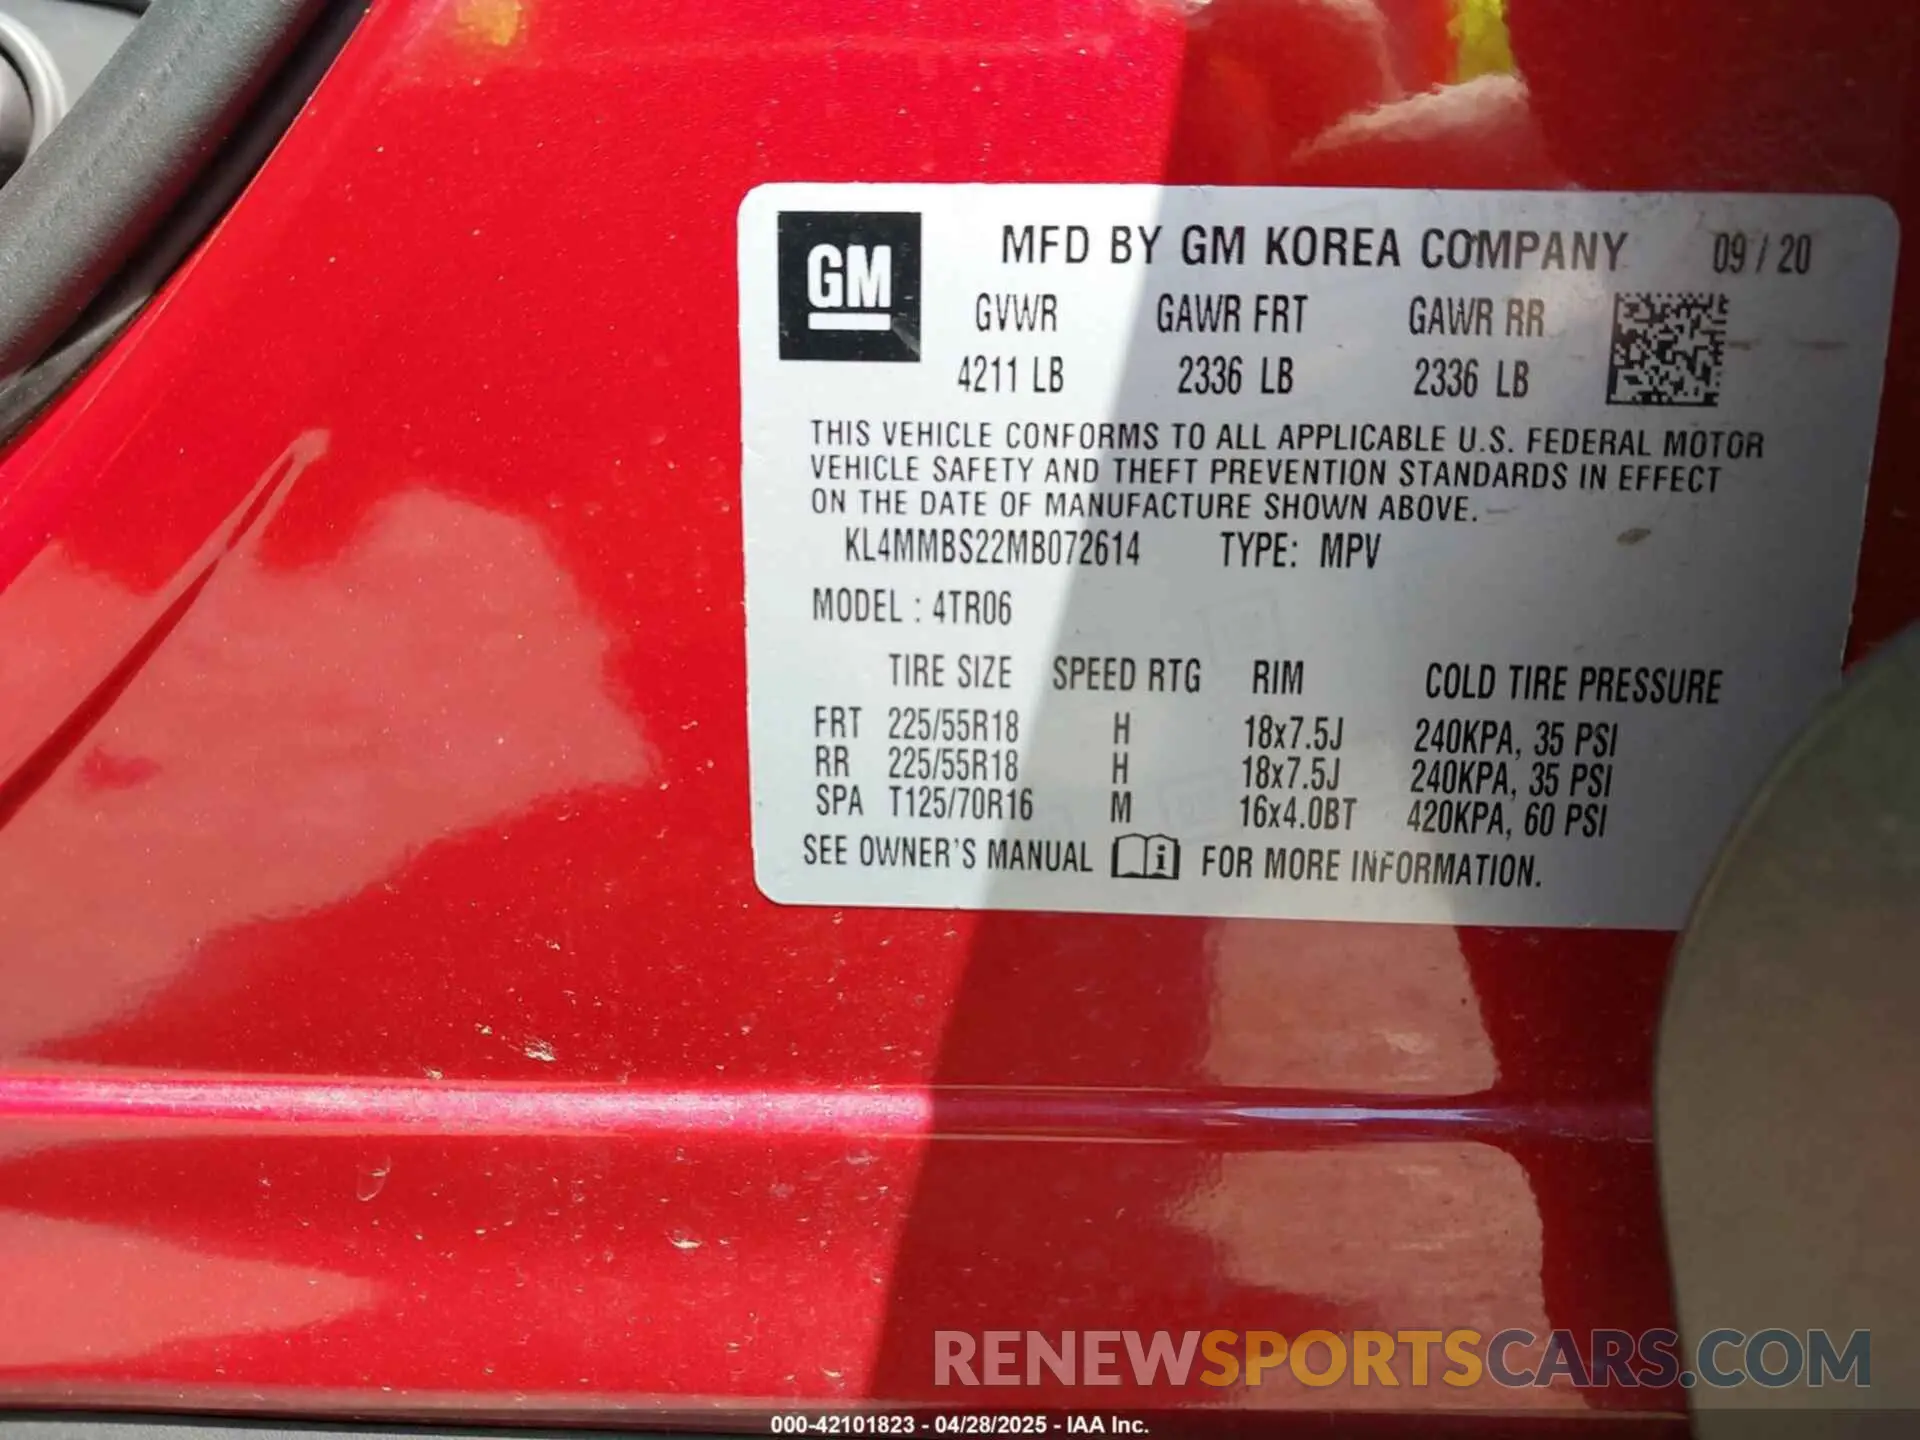 GM
MFD BY GM KOREA COMPANY 09 / 20
GVWR GAWR FRT GAWR RR
4211 LB 2336 LB 2336 LB
THIS VEHICLE CONFORMS TO ALL APPLICABLE U.S. FEDERAL MOTOR
VEHICLE SAFETY AND THEFT PREVENTION STANDARDS IN EFFECT
ON THE DATE OF MANUFACTURE SHOWN ABOVE.
KL4MMBS22MB072614 TYPE: MPV
MODEL : 4TR06
TIRE SIZE SPEED RTG RIM COLD TIRE PRESSURE
FRT 225/55R18 H 18x7.5J 240KPA, 35 PSI
RR 225/55R18 H 18x7.5J 240KPA, 35 PSI
SPA T125/70R16 M 16x4.0BT 420KPA, 60 PSI
SEE OWNER'S MANUAL i FOR MORE INFORMATION.
RENEWSPORTSCARS.COM
000-42101823 - 04/28/2025 - IAA Inc.